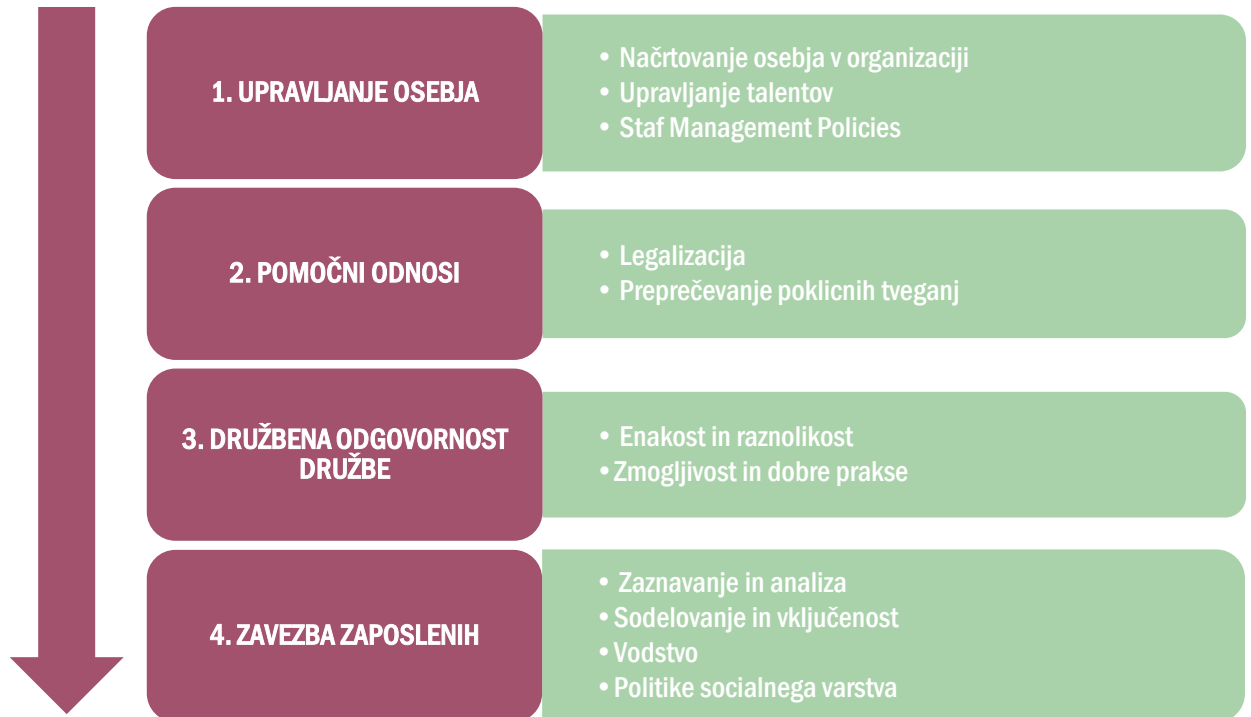 1. UPRAVLJANJE OSEBJA
• Načrtovanje osebja v organizaciji
• Upravljanje talentov
• Staf Management Policies
2. POMOČNI ODNOSI
• Legalizacija
• Preprečevanje poklicnih tveganj
3. DRUŽBENA ODGOVORNOST
DRUŽBE
• Enakost in raznolikost
• Zmogljivost in dobre prakse
4. ZAVEZBA ZAPOSLENIH
• Zaznavanje in analiza
• Sodelovanje in vključenost
• Vodstvo
• Politike socialnega varstva